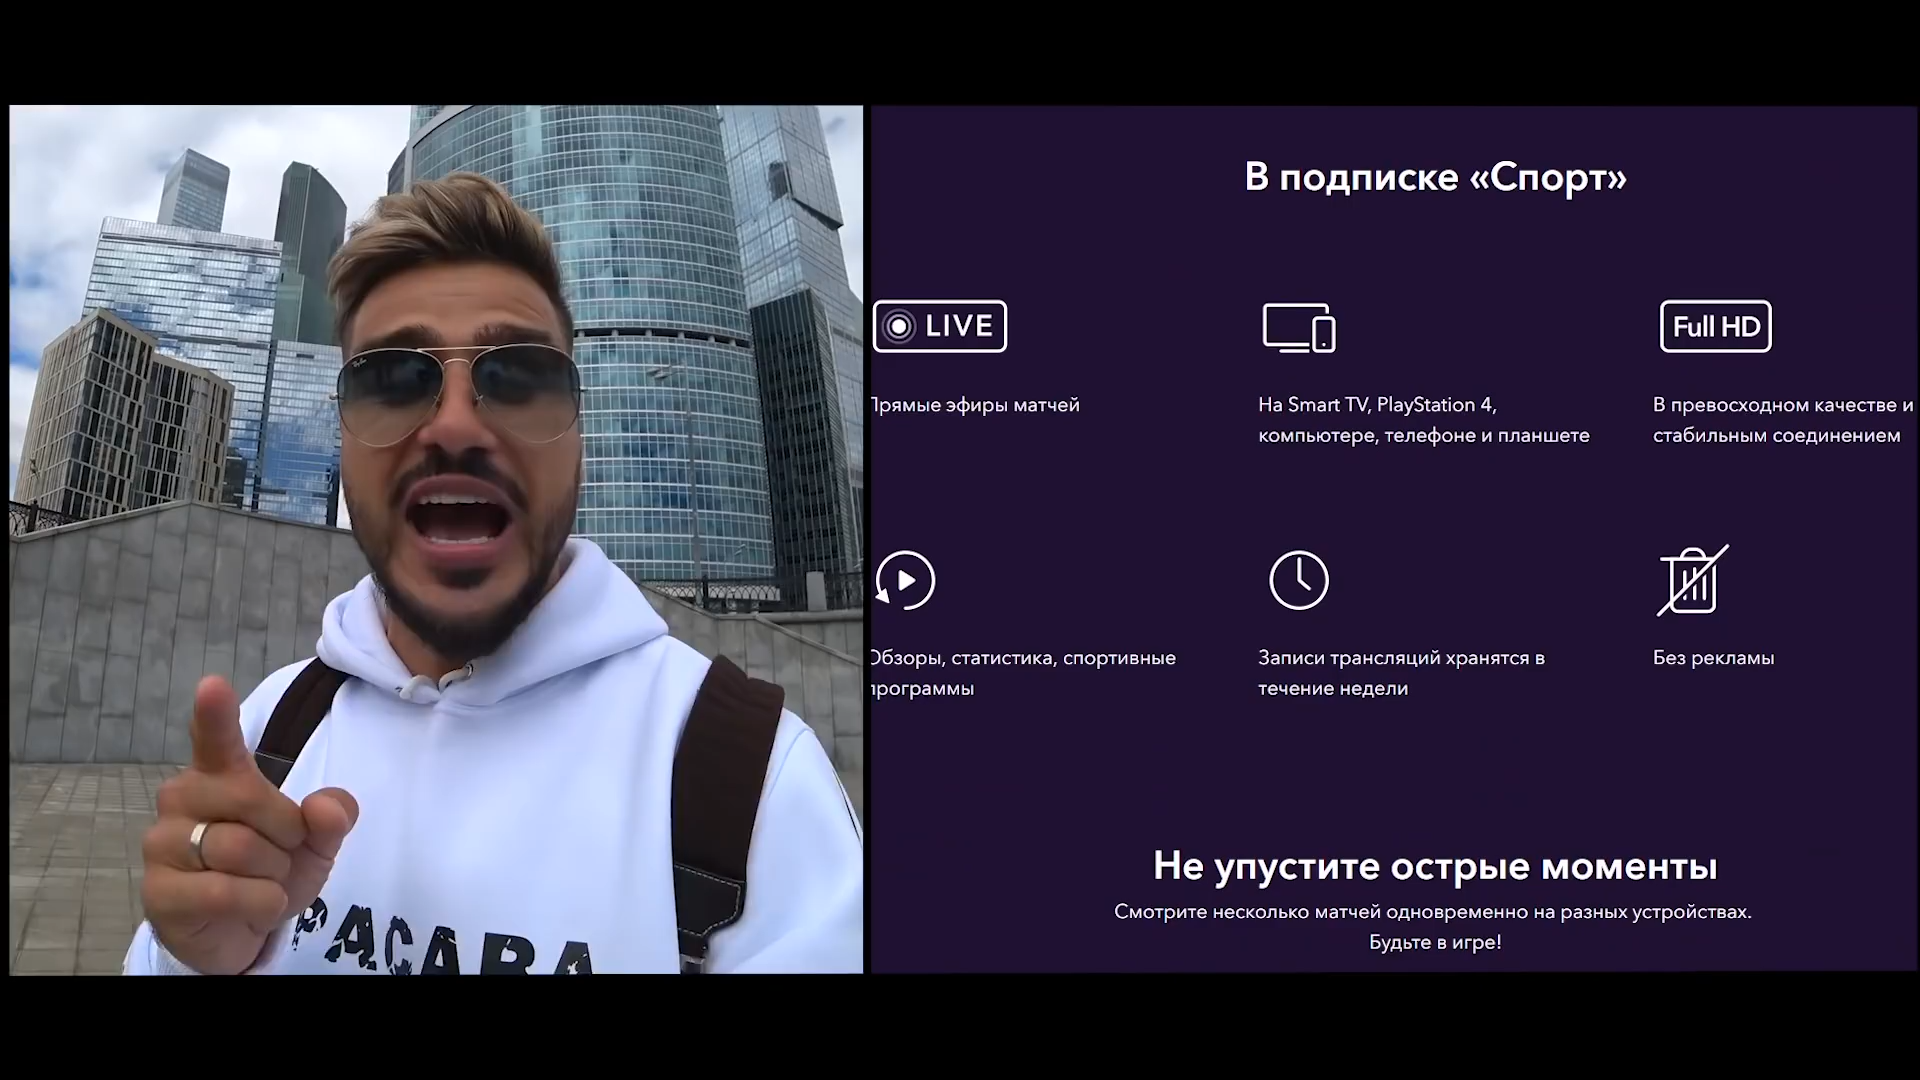 В подписке «Спорт»
LIVE
Full HD
Прямые эфиры матчей
На Smart TV, PlayStation 4,
компьютере, телефоне и планшете
В превосходном качестве и
стабильным соединением
Обзоры, статистика, спортивные
программы
Записи трансляций хранятся в
течение недели
Без рекламы
Не упустите острые моменты
Смотрите несколько матчей одновременно на разных устройствах.
Будьте в игре!
РАСАВА